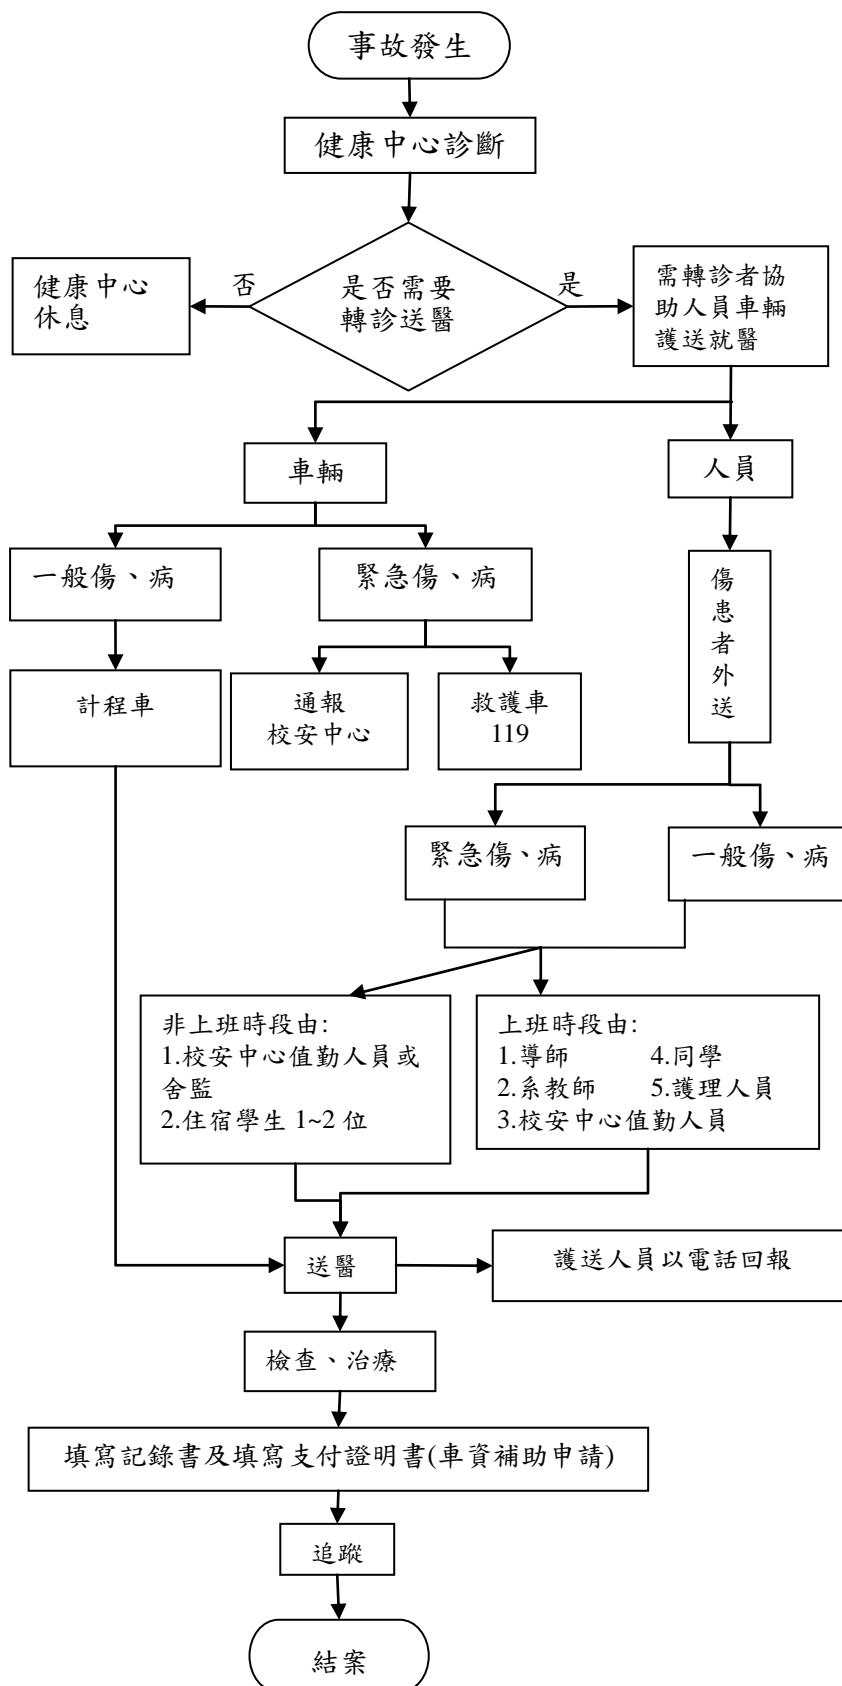 事故發生
健康中心診斷
是否需要
轉診送醫
否
是
健康中心
休息
需轉診者協
助人員車輛
護送就醫
車輛
人員
一般傷、病
緊急傷、病
傷
患
者
外
送
計程車
通報
校安中心
救護車
119
緊急傷、病
一般傷、病
非上班時段由:
1.校安中心值勤人員或
舍監
2.住宿學生 1~2 位
上班時段由:
1.導師 4.同學
2.系教師 5.護理人員
3.校安中心值勤人員
送醫
護送人員以電話回報
檢查、治療
填寫記錄書及填寫支付證明書(車資補助申請)
追蹤
結案